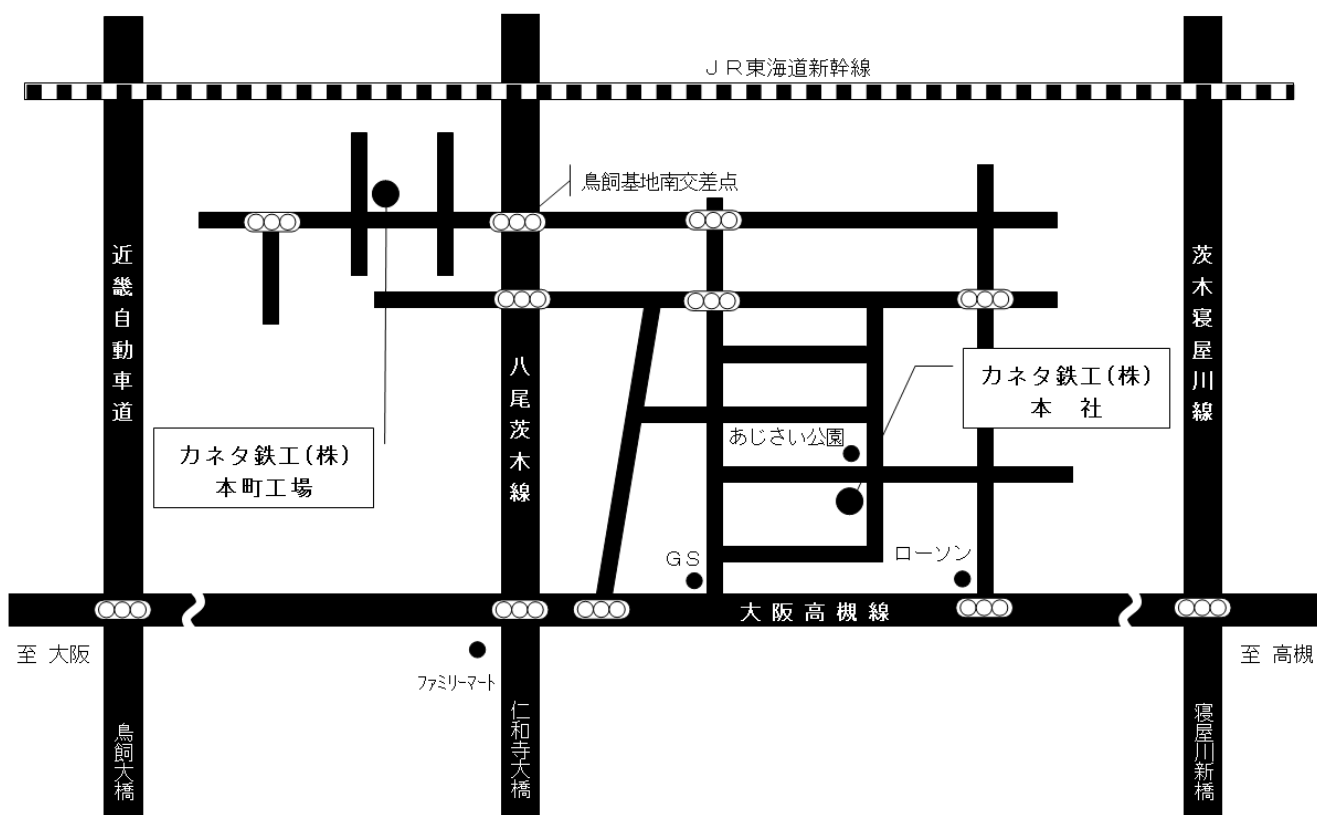 ＪＲ東海道新幹線
鳥飼基地南交差点
近畿自動車道
八尾茨木線
茨木寝屋川線
カネタ鉄工(株)
本　社
カネタ鉄工(株)
本町工場
あじさい公園
ＧＳ
ローソン
大阪高槻線
至 大阪
至 高槻
ファミリーマート
鳥飼大橋
仁和寺大橋
寝屋川新橋